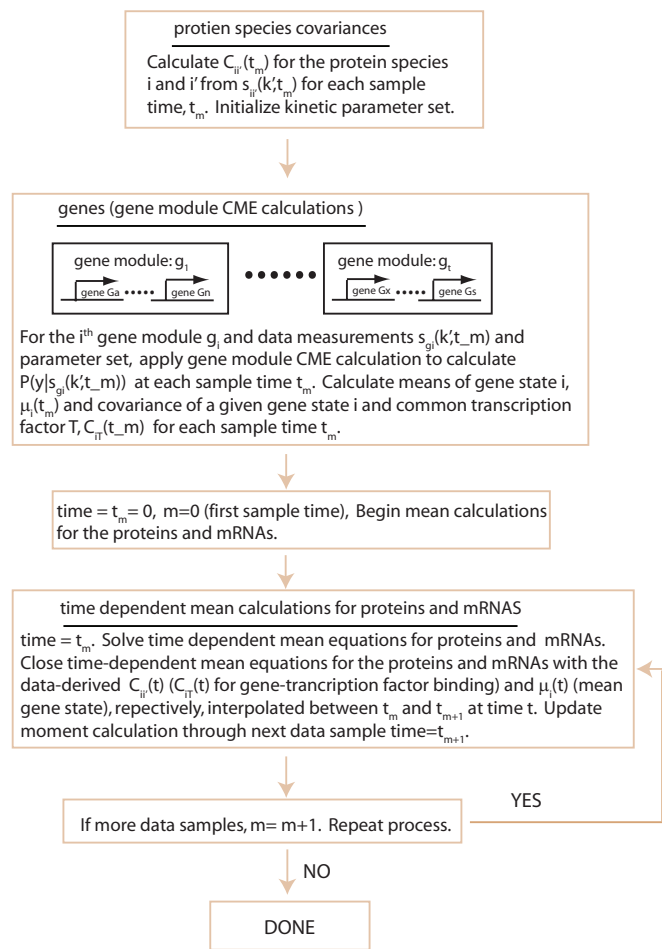 protien species covariances
Calculate C_ii'(t_m) for the protein species
i and i' from s_ii'(k',t_m) for each sample
time, t_m. Initialize kinetic parameter set.
genes (gene module CME calculations )
gene module: g_1
gene Ga ••••• gene Gn
••••••
gene module: g_t
gene Gx ••••• gene Gs
For the i^th gene module g_i and data measurements s_gi(k',t_m) and
parameter set, apply gene module CME calculation to calculate
P(y|s_gi(k',t_m)) at each sample time t_m. Calculate means of gene state i,
μ_i(t_m) and covariance of a given gene state i and common transcription
factor T, C_iT(t_m) for each sample time t_m.
time = t_m= 0, m=0 (first sample time), Begin mean calculations
for the proteins and mRNAs.
time dependent mean calculations for proteins and mRNAS
time = t_m. Solve time dependent mean equations for proteins and mRNAs.
Close time-dependent mean equations for the proteins and mRNAs with the
data-derived C_ii'(t) (C_iT(t) for gene-trancription factor binding) and μ_i(t) (mean
gene state), repectively, interpolated between t_m and t_m+1 at time t. Update
moment calculation through next data sample time=t_m+1.
YES
If more data samples, m= m+1. Repeat process.
NO
DONE